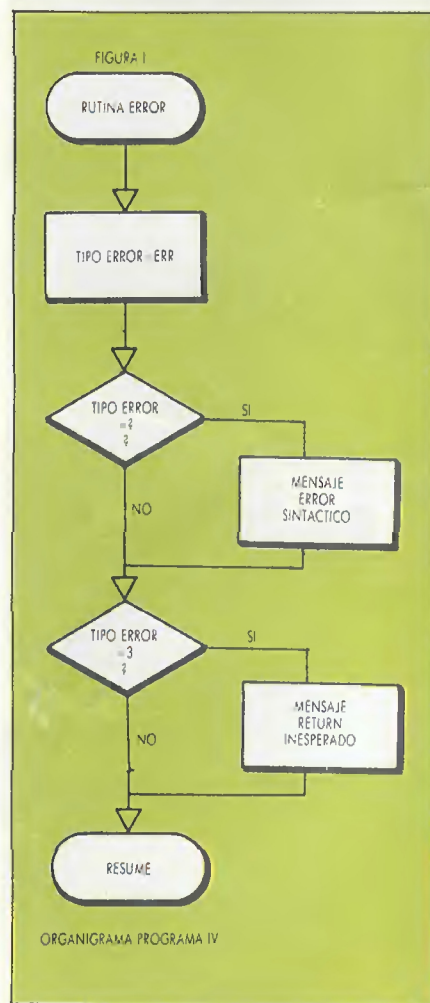 FIGURA I
RUTINA ERROR
TIPO ERROR=ERR
TIPO ERROR
=2
?
SI
MENSAJE
ERROR
SINTACTICO
NO
TIPO ERROR
=3
?
SI
MENSAJE
RETURN
INESPERADO
NO
RESUME
ORGANIGRAMA PROGRAMA IV